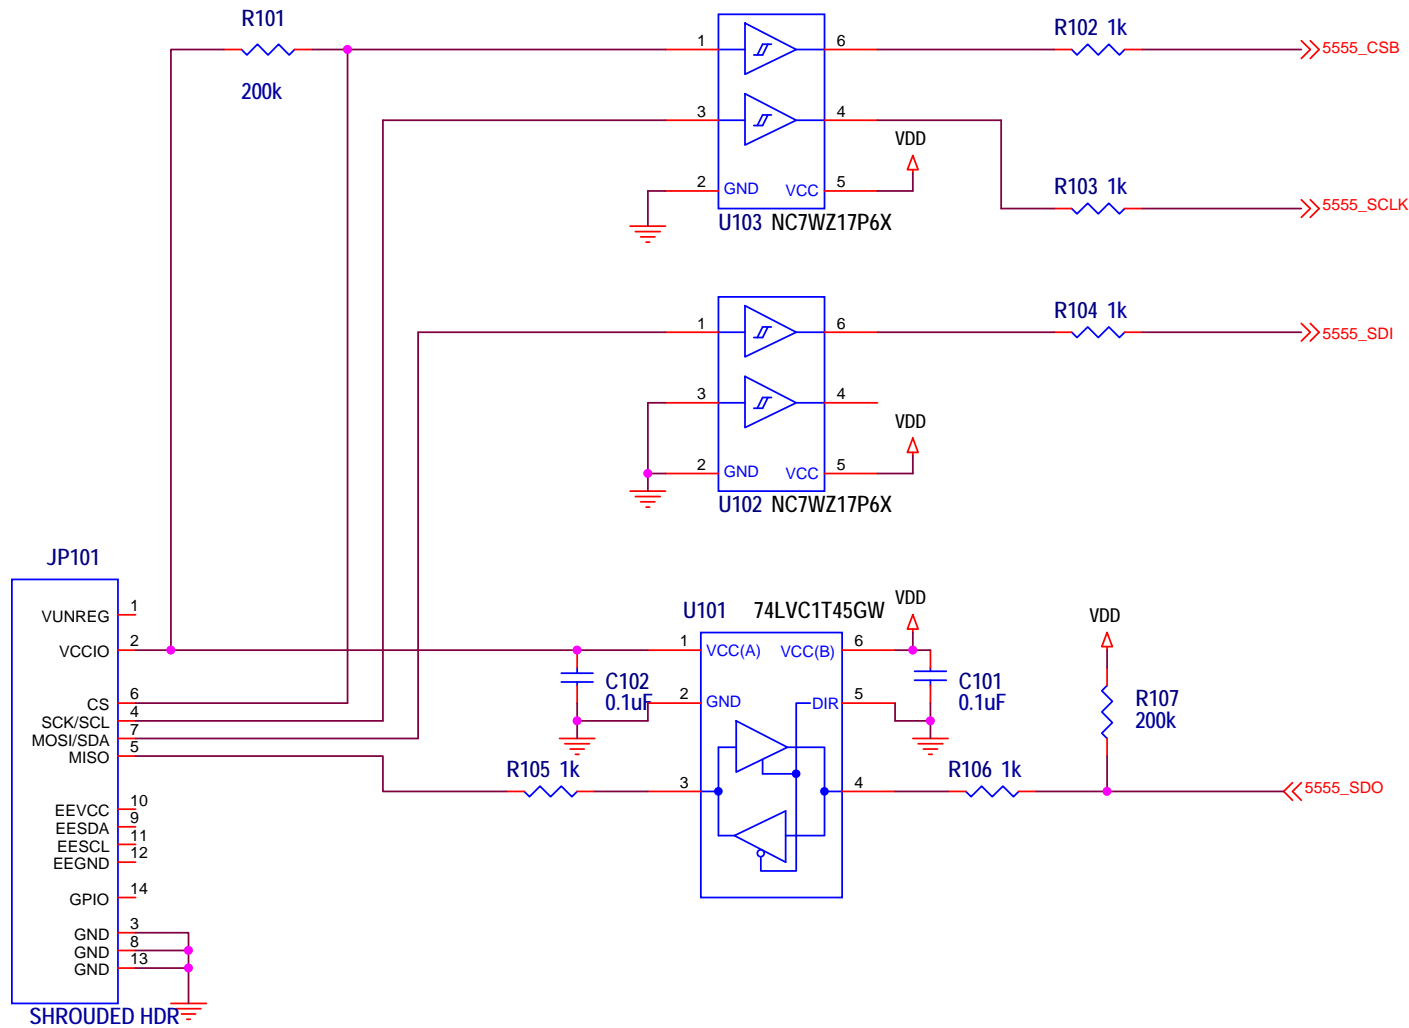 R101
200k
1
6
R102 1k
5555_CSB
3
4
VDD
2
GND
VCC
5
R103 1k
5555_SCLK
U103 NC7WZ17P6X
1
6
R104 1k
5555_SDI
3
4
VDD
2
GND
VCC
5
U102 NC7WZ17P6X
JP101
VUNREG
1
VCCIO
2
CS
6
SCK/SCL
4
MOSI/SDA
7
MISO
5
EEVCC
10
EESDA
9
EESCL
11
EEGND
12
GPIO
14
GND
3
GND
8
GND
13
SHROUDED HDR
U101
74LVC1T45GW
VDD
1
VCC(A)
VCC(B)
6
C102
0.1uF
2
GND
DIR
5
C101
0.1uF
VDD
R107
200k
R105 1k
3
4
R106 1k
5555_SDO